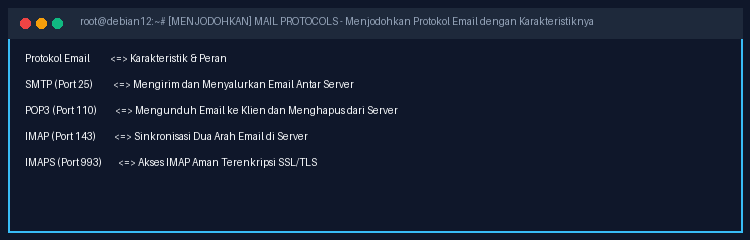 root@debian12:~# [MENJODOHKAN] MAIL PROTOCOLS - Menjodohkan Protokol Email dengan Karakteristiknya
Protokol Email <=> Karakteristik & Peran
SMTP (Port 25) <=> Mengirim dan Menyalurkan Email Antar Server
POP3 (Port 110) <=> Mengunduh Email ke Klien dan Menghapus dari Server
IMAP (Port 143) <=> Sinkronisasi Dua Arah Email di Server
IMAPS (Port 993) <=> Akses IMAP Aman Terenkripsi SSL/TLS